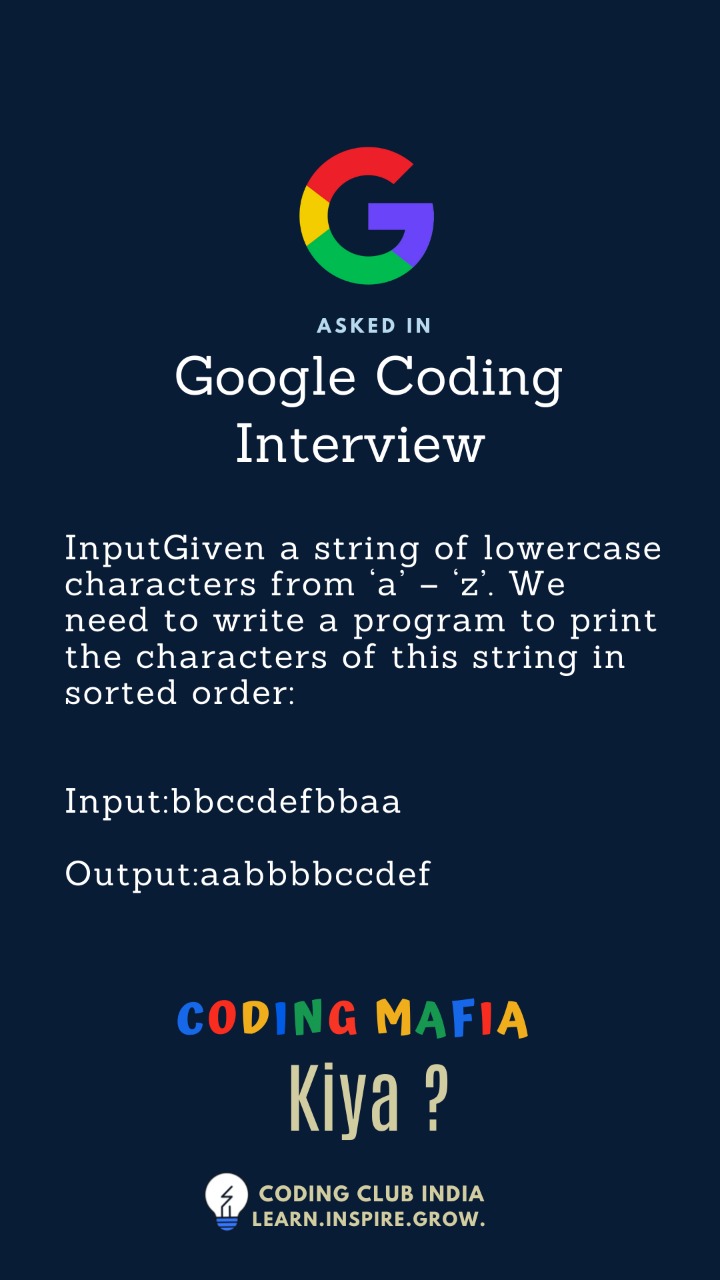 ASKED IN
Google Coding
Interview
InputGiven a string of lowercase
characters from ‘a’ – ‘z’. We
need to write a program to print
the characters of this string in
sorted order:
Input:bbccdefbbaa
Output:aabbbbccdef
CODING MAFIA
Kiya ?
CODING CLUB INDIA
LEARN.INSPIRE.GROW.